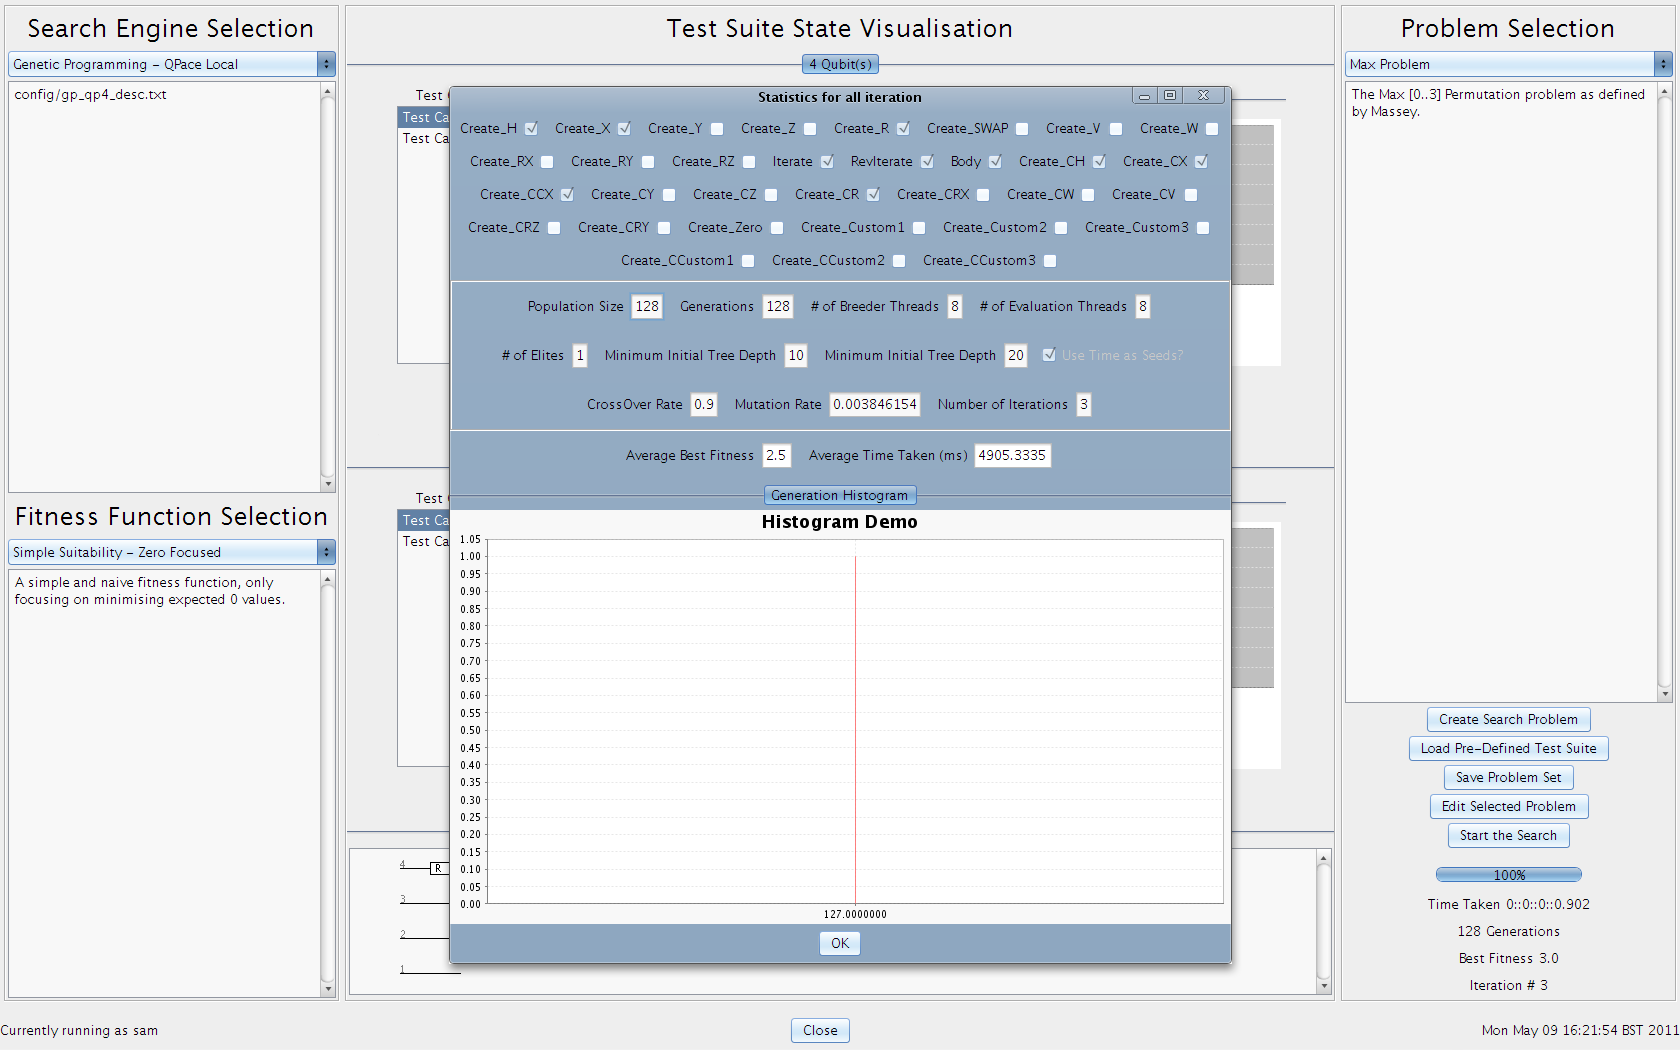 Search Engine Selection
Genetic Programming – QPace Local
config/gp_qp4_desc.txt
Fitness Function Selection
Simple Suitability – Zero Focused
A simple and naive fitness function, only
focusing on minimising expected 0 values.
Test Suite State Visualisation
4 Qubit(s)
Test
Test Ca
Test Ca
Test
Test Ca
Test Ca
4
R
3
2
1
Statistics for all iteration
Create_H Create_X Create_Y Create_Z Create_R Create_SWAP Create_V Create_W
Create_RX Create_RY Create_RZ Iterate RevIterate Body Create_CH Create_CX
Create_CCX Create_CY Create_CZ Create_CR Create_CRX Create_CW Create_CV
Create_CRZ Create_CRY Create_Zero Create_Custom1 Create_Custom2 Create_Custom3
Create_CCustom1 Create_CCustom2 Create_CCustom3
Population Size 128 Generations 128 # of Breeder Threads 8 # of Evaluation Threads 8
# of Elites 1 Minimum Initial Tree Depth 10 Minimum Initial Tree Depth 20 Use Time as Seeds?
CrossOver Rate 0.9 Mutation Rate 0.003846154 Number of Iterations 3
Average Best Fitness 2.5 Average Time Taken (ms) 4905.3335
Generation Histogram
Histogram Demo
1.05
1.00
0.95
0.90
0.85
0.80
0.75
0.70
0.65
0.60
0.55
0.50
0.45
0.40
0.35
0.30
0.25
0.20
0.15
0.10
0.05
0.00
127.0000000
OK
Problem Selection
Max Problem
The Max [0..3] Permutation problem as defined
by Massey.
Create Search Problem
Load Pre-Defined Test Suite
Save Problem Set
Edit Selected Problem
Start the Search
100%
Time Taken 0::0::0::0.902
128 Generations
Best Fitness 3.0
Iteration # 3
Currently running as sam
Close
Mon May 09 16:21:54 BST 2011